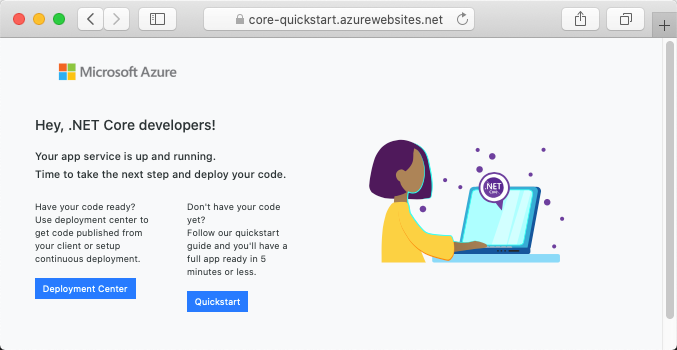 core-quickstart.azurewebsites.net
Microsoft Azure
Hey, .NET Core developers!
Your app service is up and running.
Time to take the next step and deploy your code.
Have your code ready?
Use deployment center to
get code published from
your client or setup
continuous deployment.
Deployment Center
Don't have your code
yet?
Follow our quickstart
guide and you'll have a
full app ready in 5
minutes or less.
Quickstart
.NET
Core